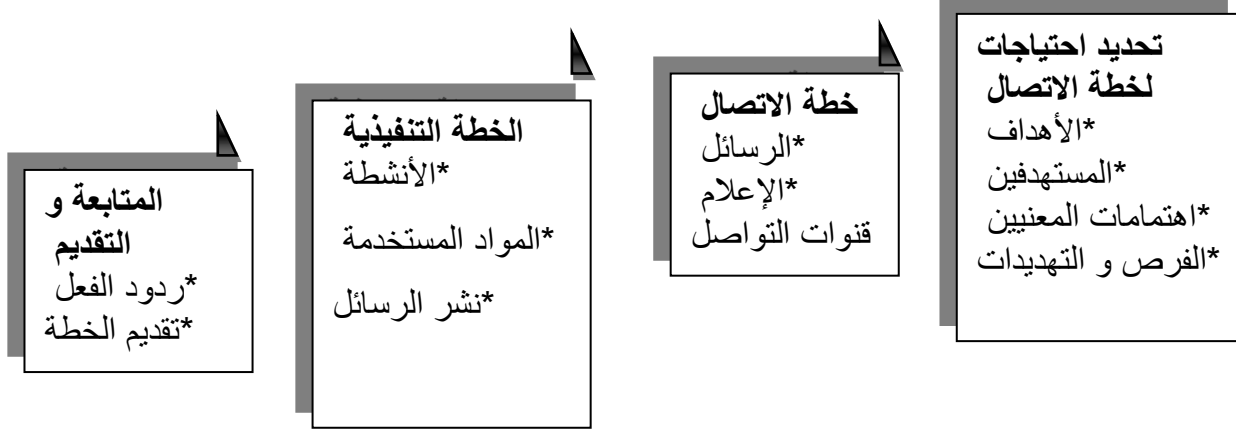 تحديد احتياجات
لخطة الاتصال
*الأهداف
*المستهدفين
*اهتمامات المعنيين
*الفرص و التهديدات
خطة الاتصال
*الرسائل
*الإعلام
قنوات التواصل
الخطة التنفيذية
*الأنشطة
*المواد المستخدمة
*نشر الرسائل
المتابعة و
التقديم
*ردود الفعل
*تقديم الخطة